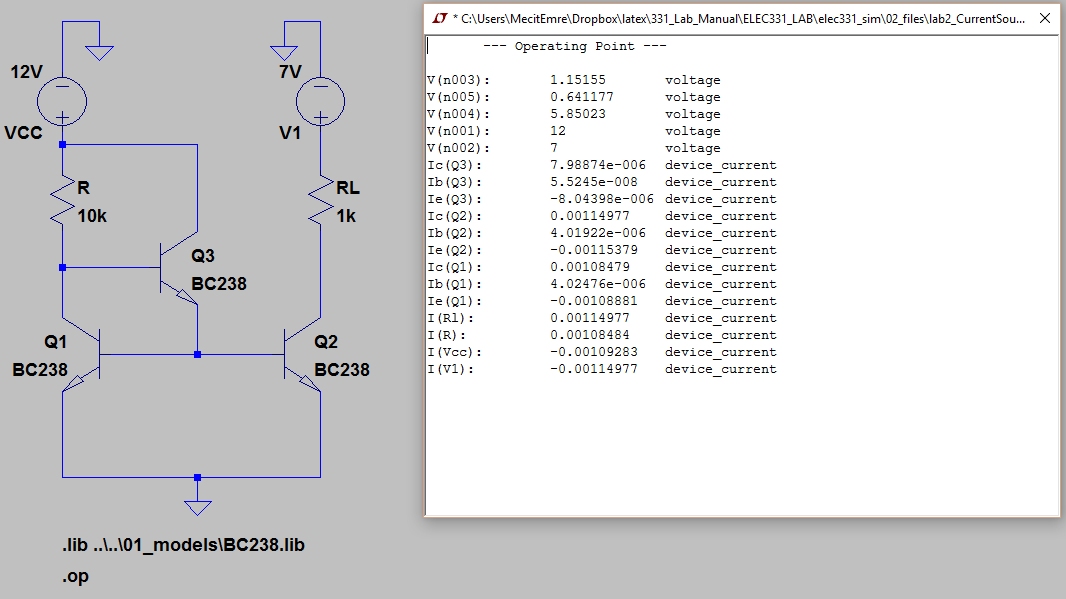 12V
VCC
R
10k
Q3
BC238
Q1
BC238
7V
V1
RL
1k
Q2
BC238
.lib ..\..\01_models\BC238.lib
.op
* C:\Users\MecitEmre\Dropbox\latex\331_Lab_Manual\ELEC331_LAB\elec331_sim\02_files\lab2_CurrentSou...
--- Operating Point ---
V(n003): 1.15155 voltage
V(n005): 0.641177 voltage
V(n004): 5.85023 voltage
V(n001): 12 voltage
V(n002): 7 voltage
Ic(Q3): 7.98874e-006 device_current
Ib(Q3): 5.5245e-008 device_current
Ie(Q3): -8.04398e-006 device_current
Ic(Q2): 0.00114977 device_current
Ib(Q2): 4.01922e-006 device_current
Ie(Q2): -0.00115379 device_current
Ic(Q1): 0.00108479 device_current
Ib(Q1): 4.02476e-006 device_current
Ie(Q1): -0.00108881 device_current
I(Rl): 0.00114977 device_current
I(R): 0.00108484 device_current
I(Vcc): -0.00109283 device_current
I(V1): -0.00114977 device_current